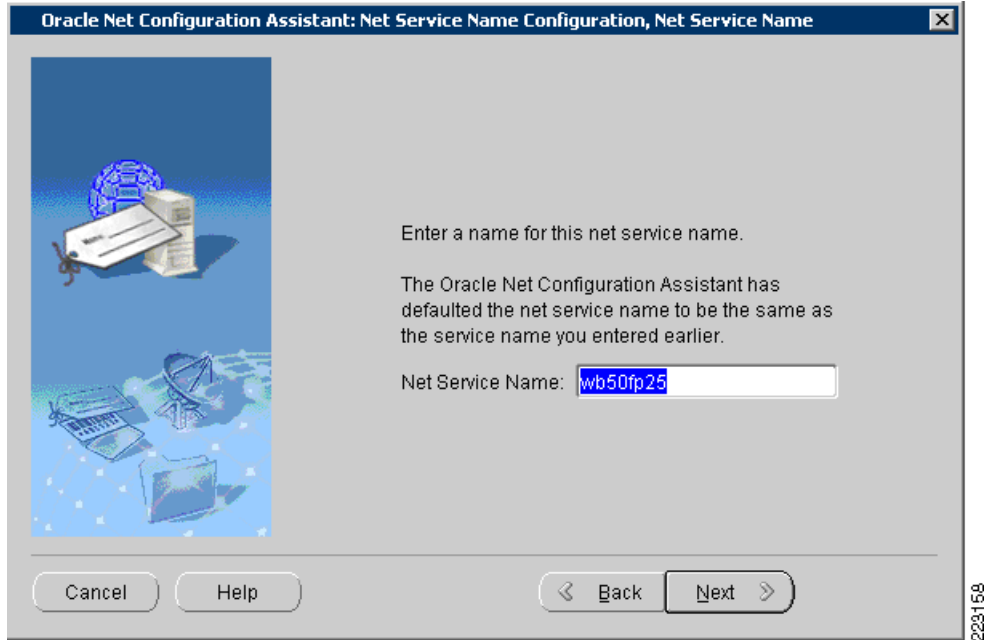 Oracle Net Configuration Assistant: Net Service Name Configuration, Net Service Name
Enter a name for this net service name.
The Oracle Net Configuration Assistant has
defaulted the net service name to be the same as
the service name you entered earlier.
Net Service Name: wb50fp25
Cancel Help Back Next
223158